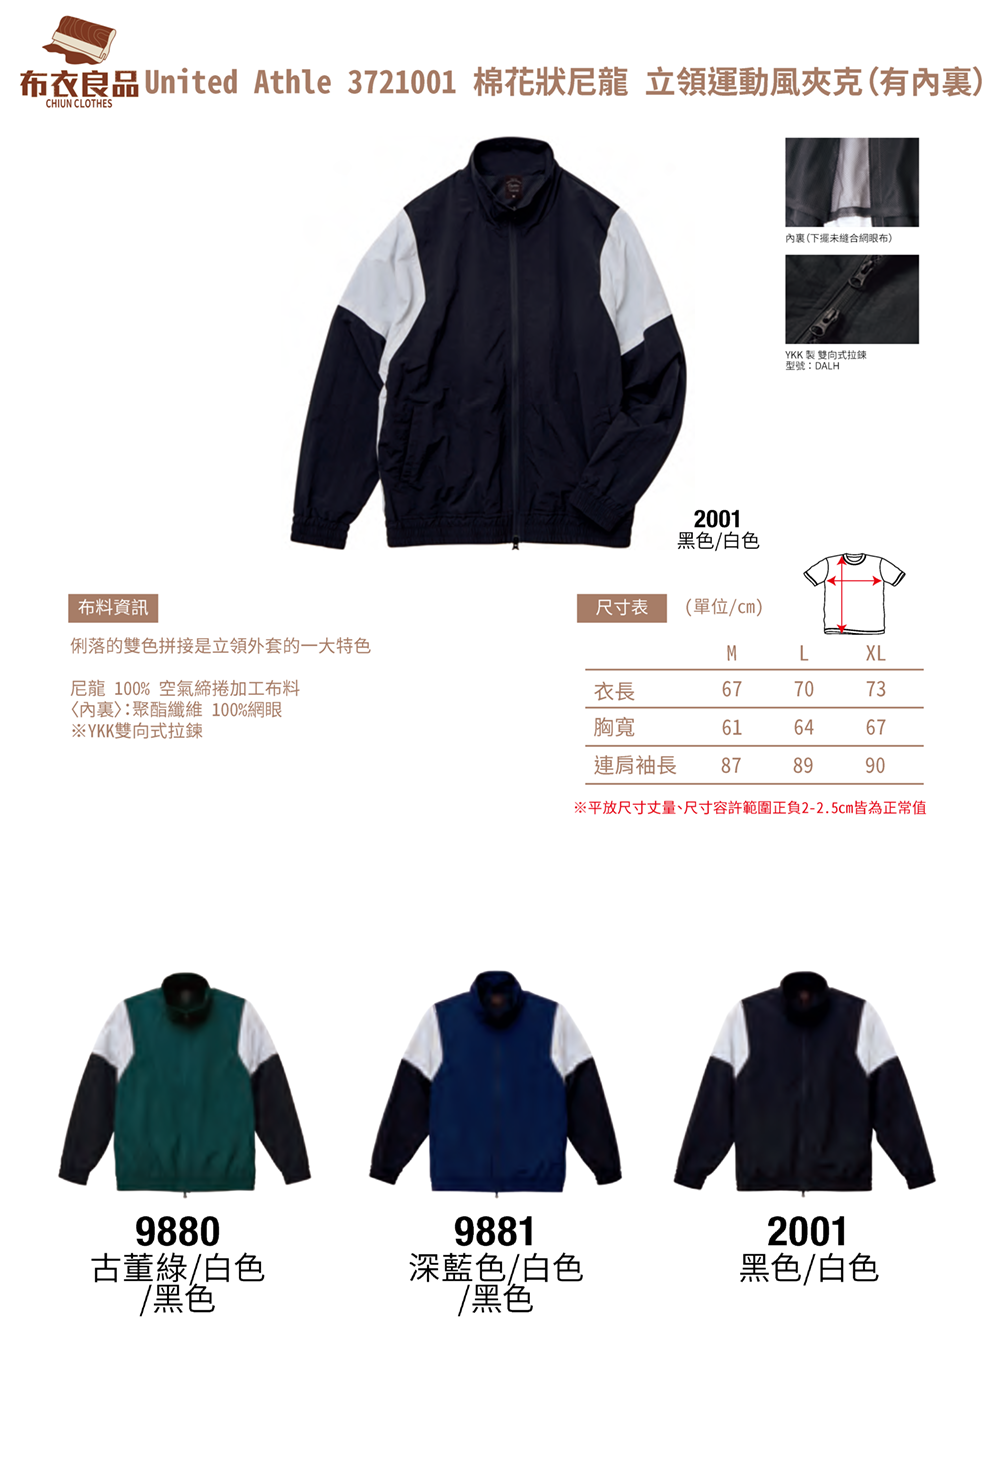 布衣良品
CHIUN CLOTHES
United Athle 3721001 棉花狀尼龍 立領運動風夾克(有內裏)
內裏(下擺未縫合網眼布)
YKK 製 雙向式拉鍊
型號：DALH
2001
黑色/白色
布料資訊
俐落的雙色拼接是立領外套的一大特色
尼龍 100% 空氣締捲加工布料
〈內裏〉:聚酯纖維 100%網眼
※YKK雙向式拉鍊
尺寸表 (單位/cm)
M L XL
衣長 67 70 73
胸寬 61 64 67
連肩袖長 87 89 90
※平放尺寸丈量、尺寸容許範圍正負2-2.5cm皆為正常值
9880
古董綠/白色
/黑色
9881
深藍色/白色
/黑色
2001
黑色/白色